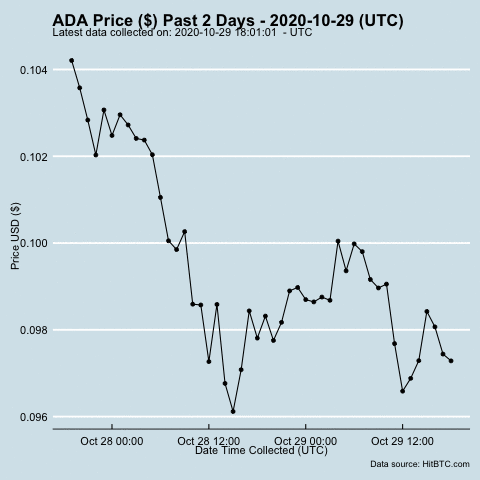 ADA Price ($) Past 2 Days - 2020-10-29 (UTC)
Latest data collected on: 2020-10-29 18:01:01 - UTC
0.104
0.102
0.100
0.098
0.096
Price USD ($)
Oct 28 00:00 Oct 28 12:00 Oct 29 00:00 Oct 29 12:00
Date Time Collected (UTC)
Data source: HitBTC.com